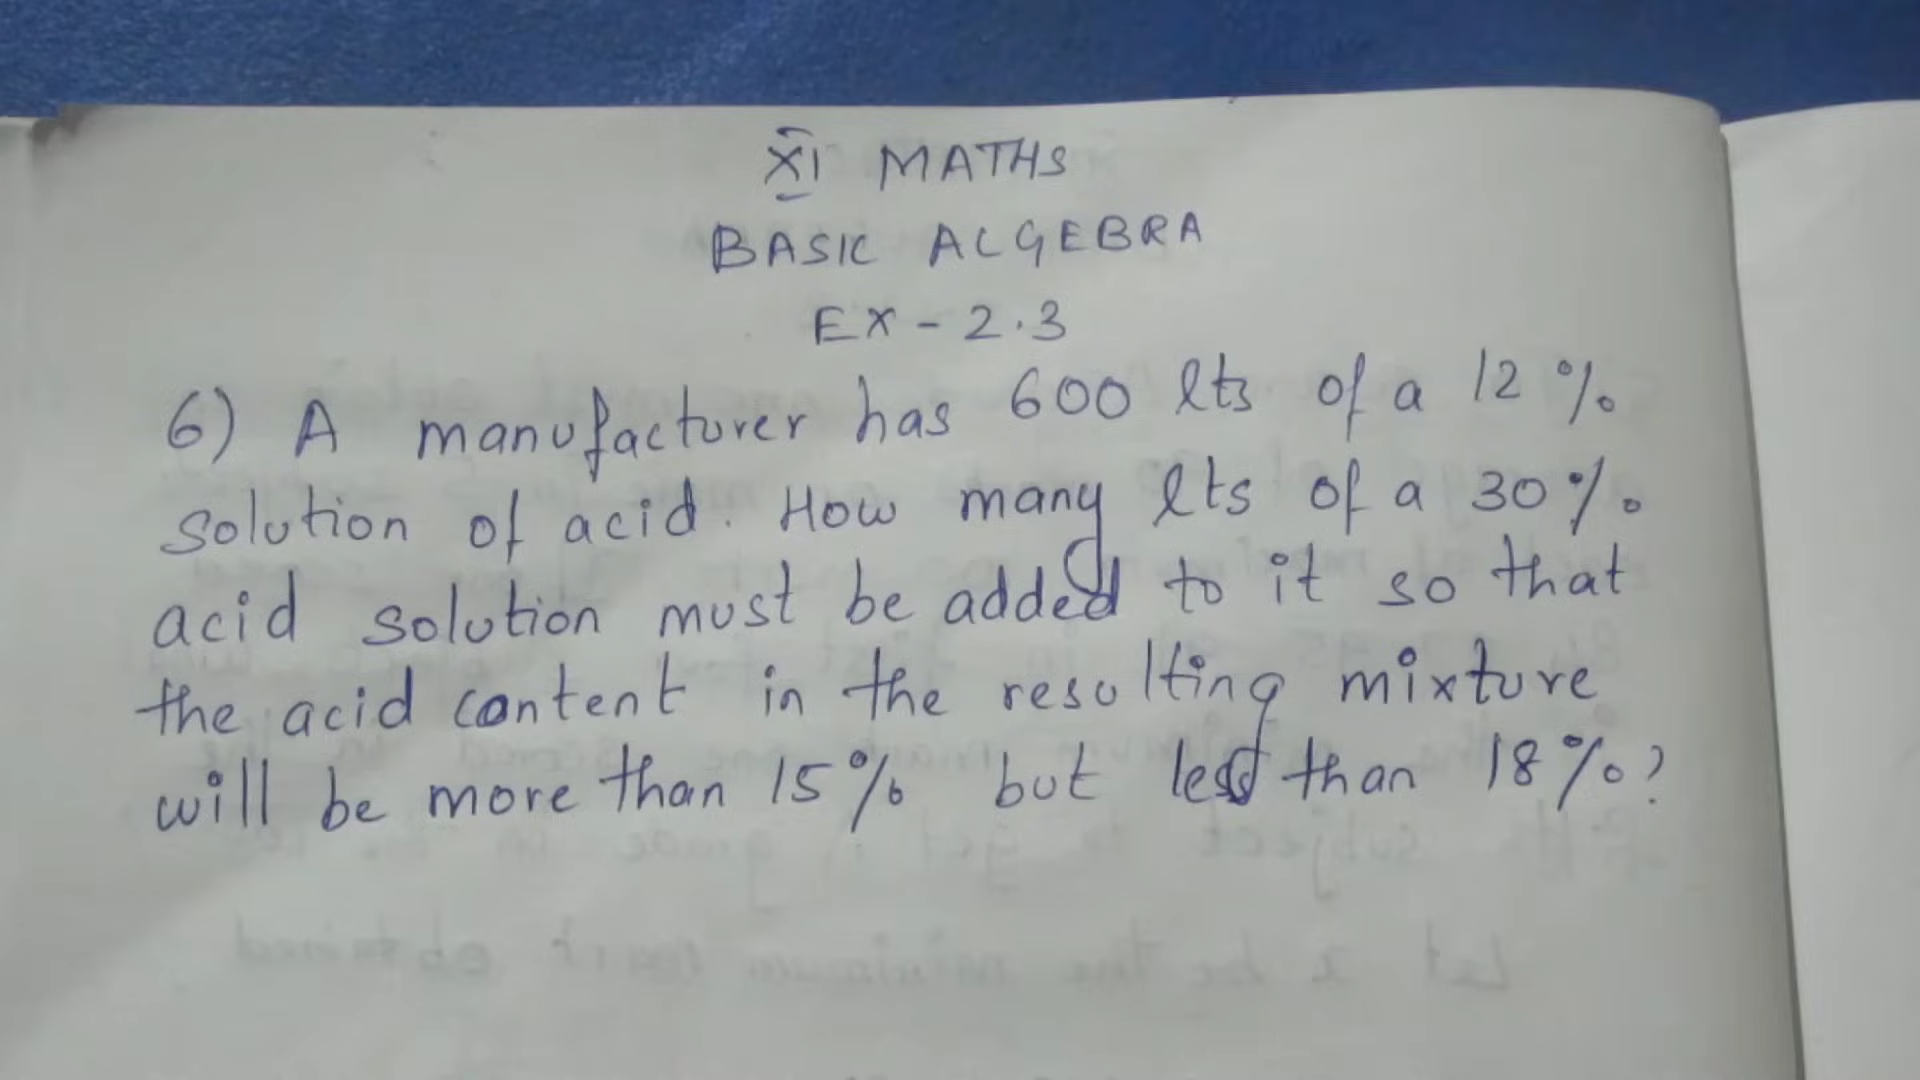 XI MATHS
BASIC ALGEBRA
EX - 2.3
6) A manufacturer has 600 lts of a 12 %
solution of acid. How many lts of a 30 %
acid solution must be added to it so that
the acid content in the resulting mixture
will be more than 15 % but less than 18 %?